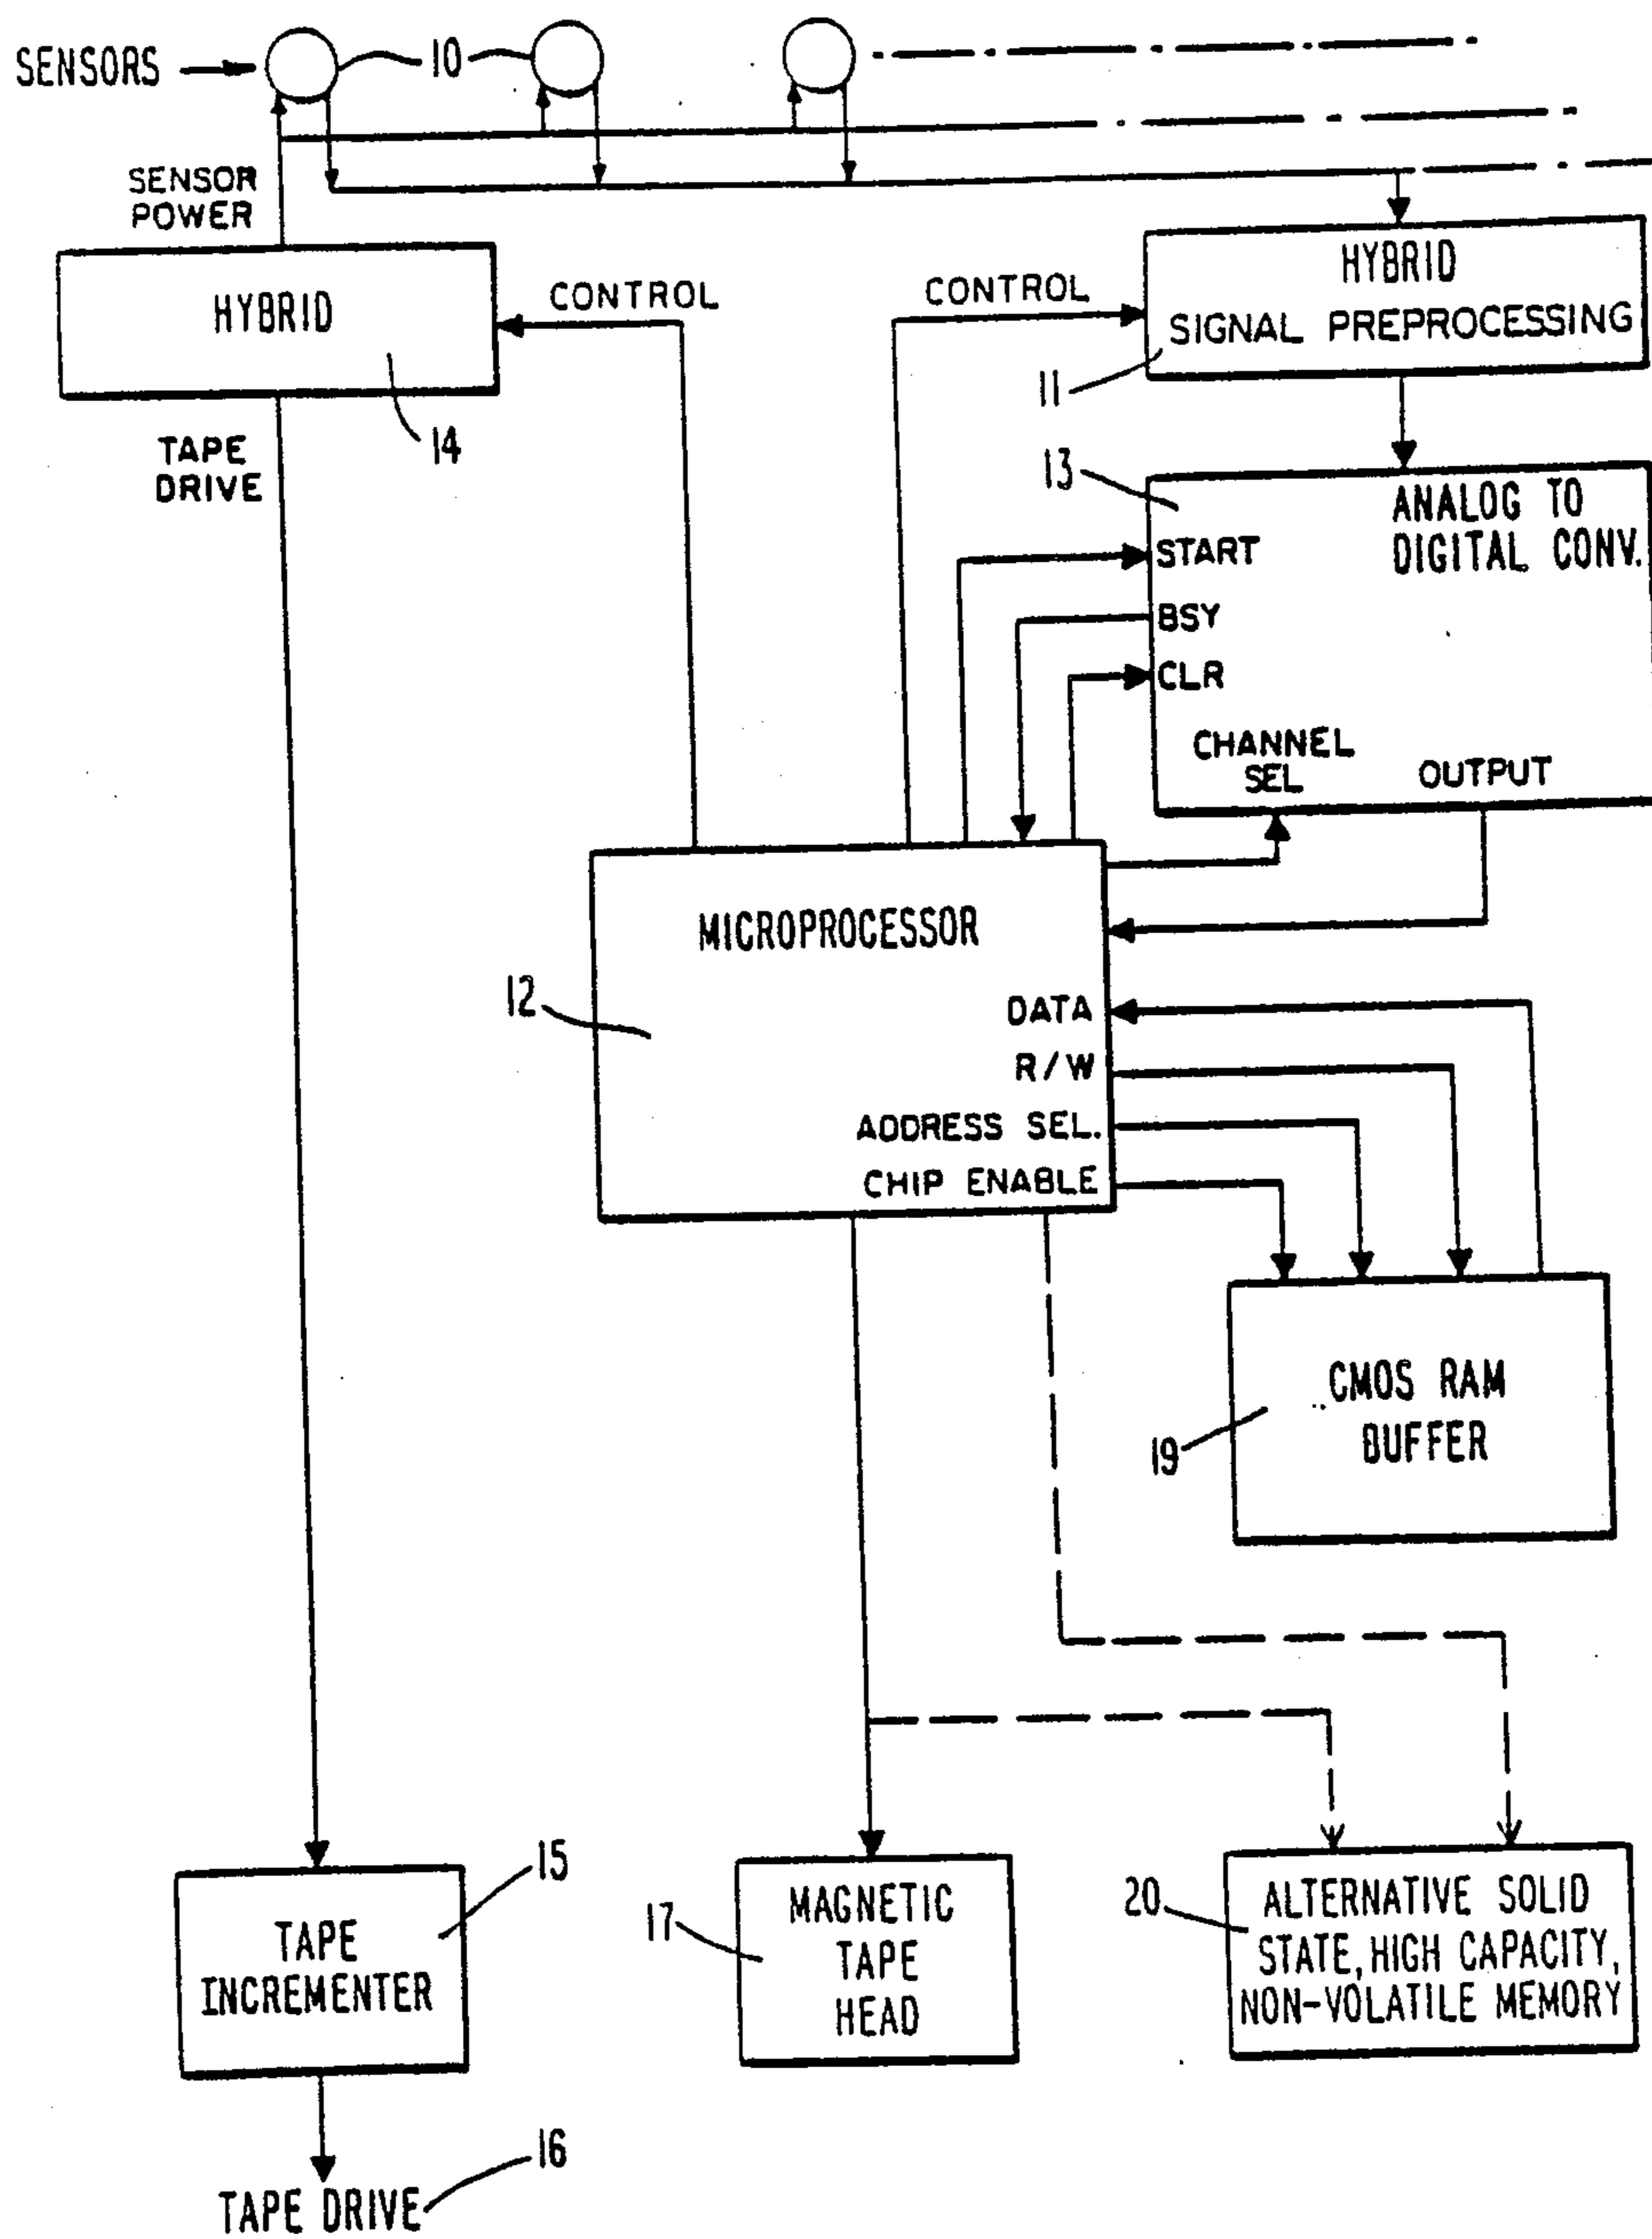 SENSORS
10
SENSOR
POWER
HYBRID
CONTROL
CONTROL
HYBRID
SIGNAL PREPROCESSING
11
14
TAPE
DRIVE
13
ANALOG TO
DIGITAL CONV.
START
BSY
CLR
CHANNEL
SEL
OUTPUT
MICROPROCESSOR
12
DATA
R/W
ADDRESS SEL.
CHIP ENABLE
CMOS RAM
BUFFER
19
15
TAPE
INCREMENTER
17
MAGNETIC
TAPE
HEAD
20
ALTERNATIVE SOLID
STATE, HIGH CAPACITY,
NON-VOLATILE MEMORY
16
TAPE DRIVE